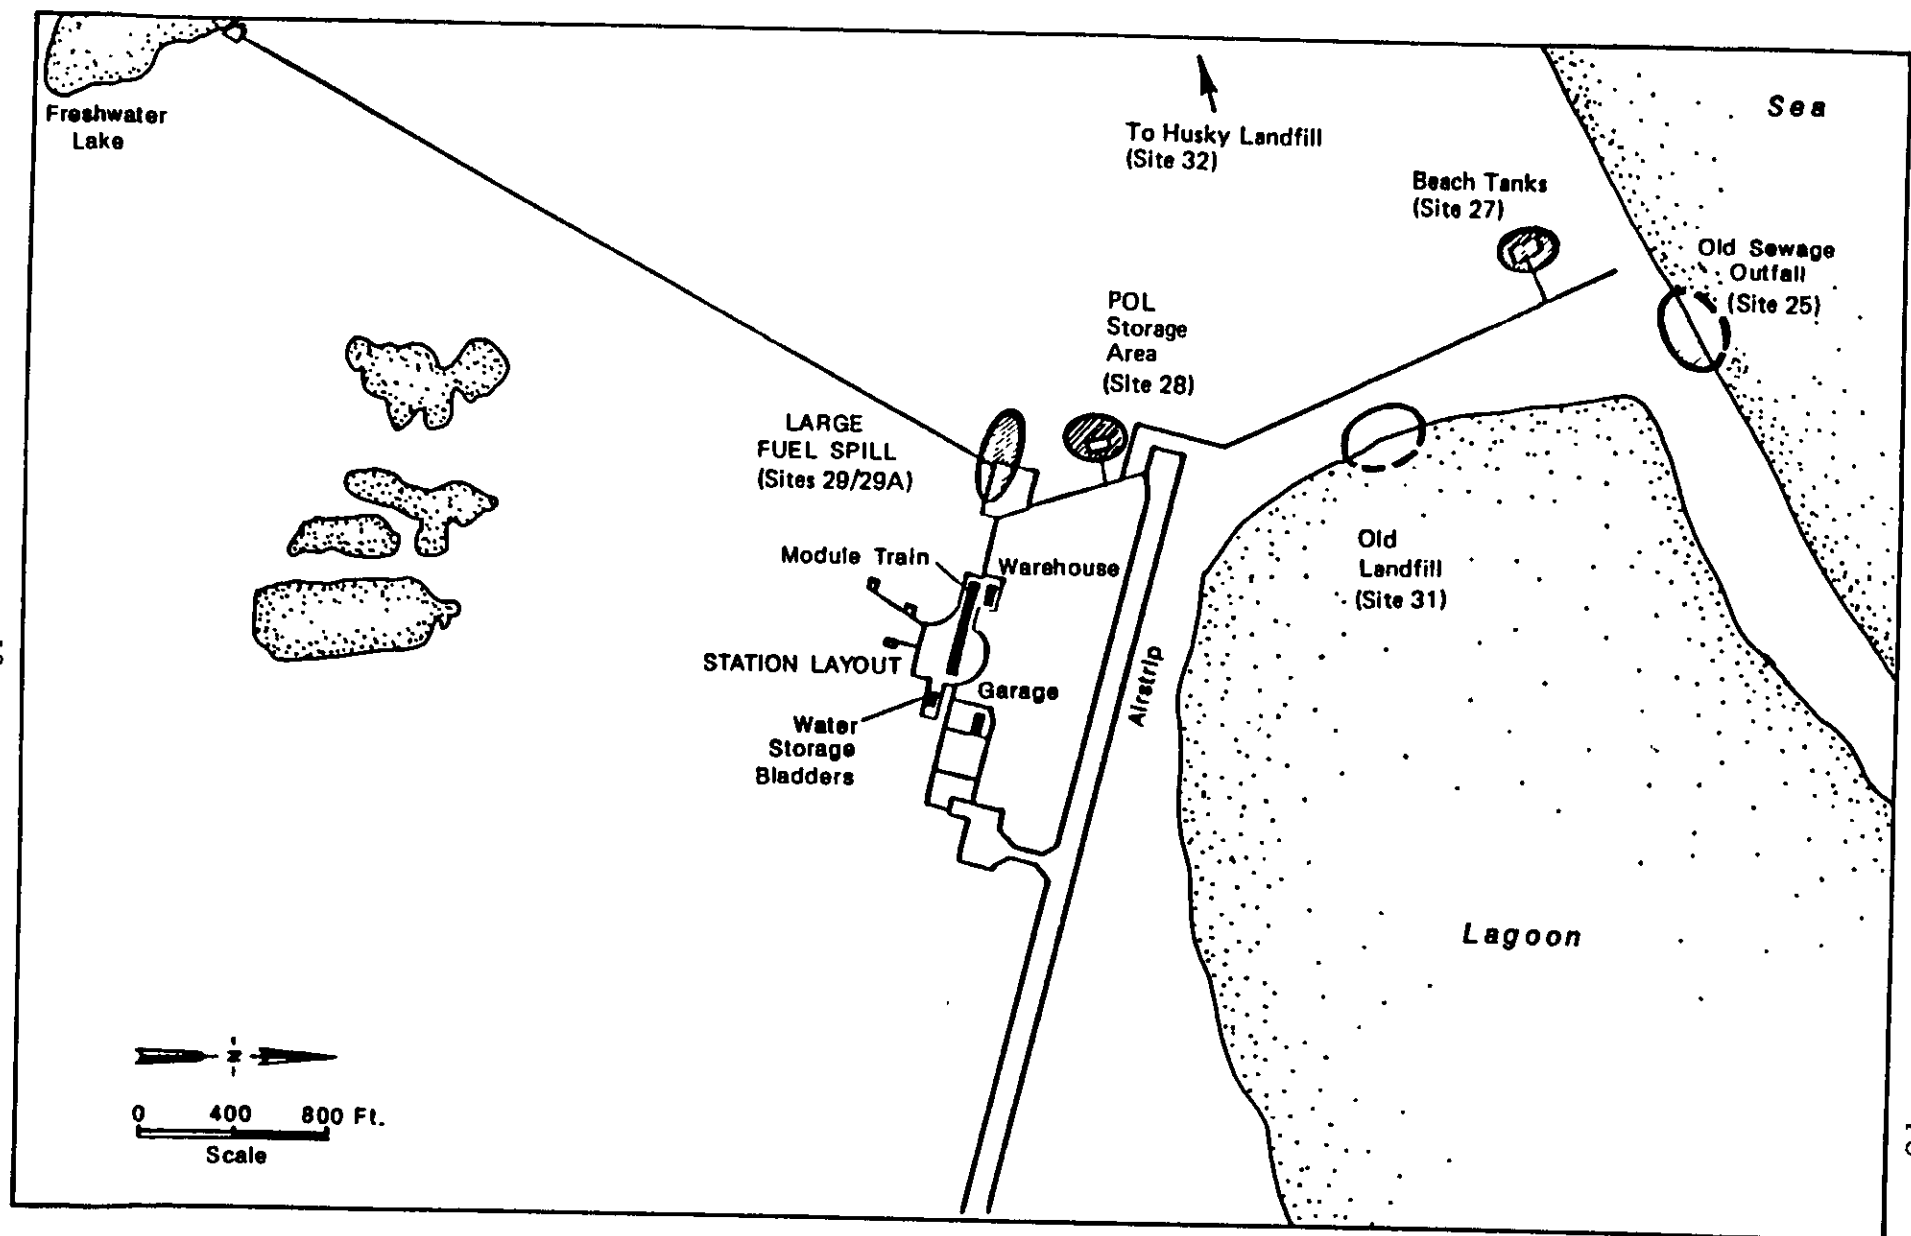 Freshwater
Lake
To Husky Landfill
(Site 32)
Sea
Beach Tanks
(Site 27)
Old Sewage
Outfall
(Site 25)
POL
Storage
Area
(Site 28)
LARGE
FUEL SPILL
(Sites 29/29A)
Module Train
Warehouse
Old
Landfill
(Site 31)
STATION LAYOUT
Garage
Airstrip
Water
Storage
Bladders
Lagoon
N
0 400 800 Ft.
Scale